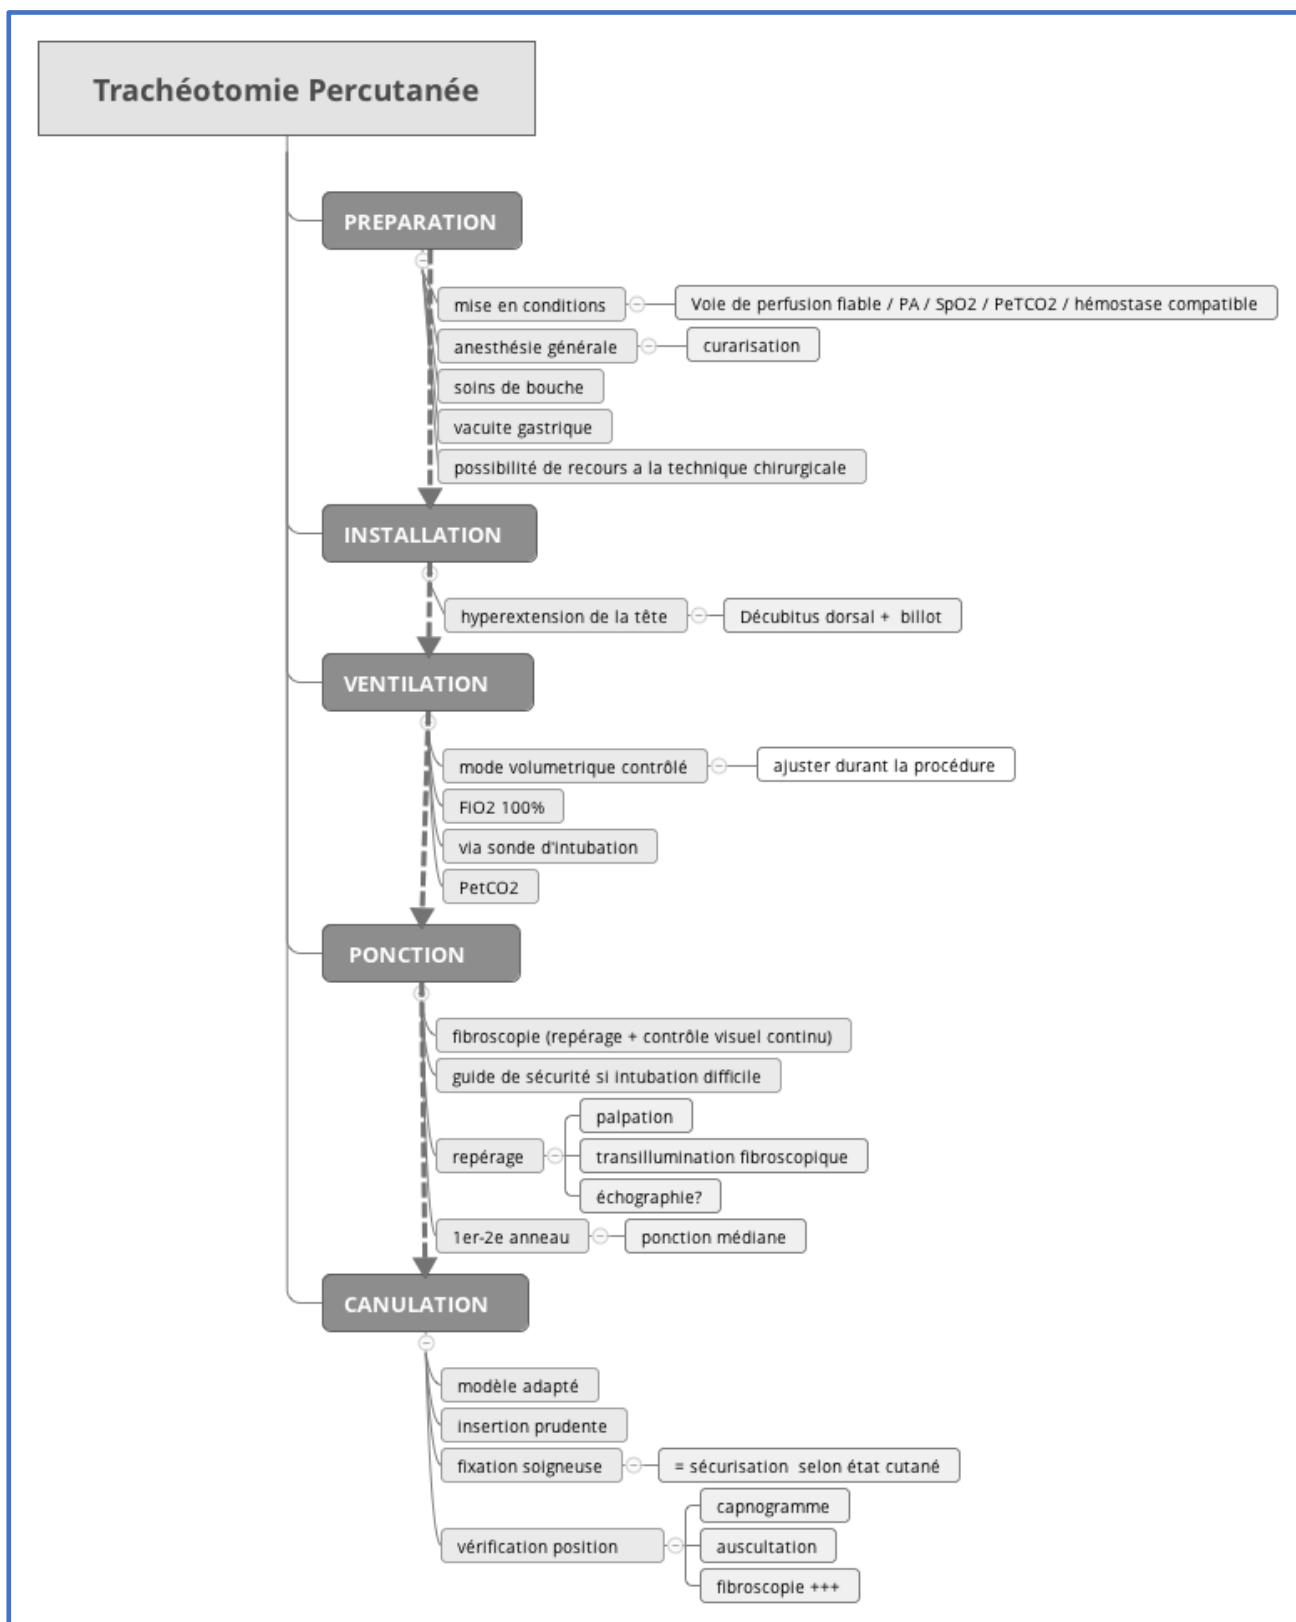 Trachéotomie Percutanée
PREPARATION
mise en conditions
Voie de perfusion fiable / PA / SpO2 / PeTCO2 / hémostase compatible
anesthésie générale
curarisation
soins de bouche
vacuite gastrique
possibilité de recours a la technique chirurgicale
INSTALLATION
hyperextension de la tête
Décubitus dorsal + billot
VENTILATION
mode volumetrique contrôlé
ajuster durant la procédure
FiO2 100%
via sonde d'intubation
PetCO2
PONCTION
fibroscopie (repérage + contrôle visuel continu)
guide de sécurité si intubation difficile
repérage
palpation
transillumination fibroscopique
échographie?
1er-2e anneau
ponction médiane
CANULATION
modèle adapté
insertion prudente
fixation soigneuse
= sécurisation selon état cutané
vérification position
capnogramme
auscultation
fibroscopie +++